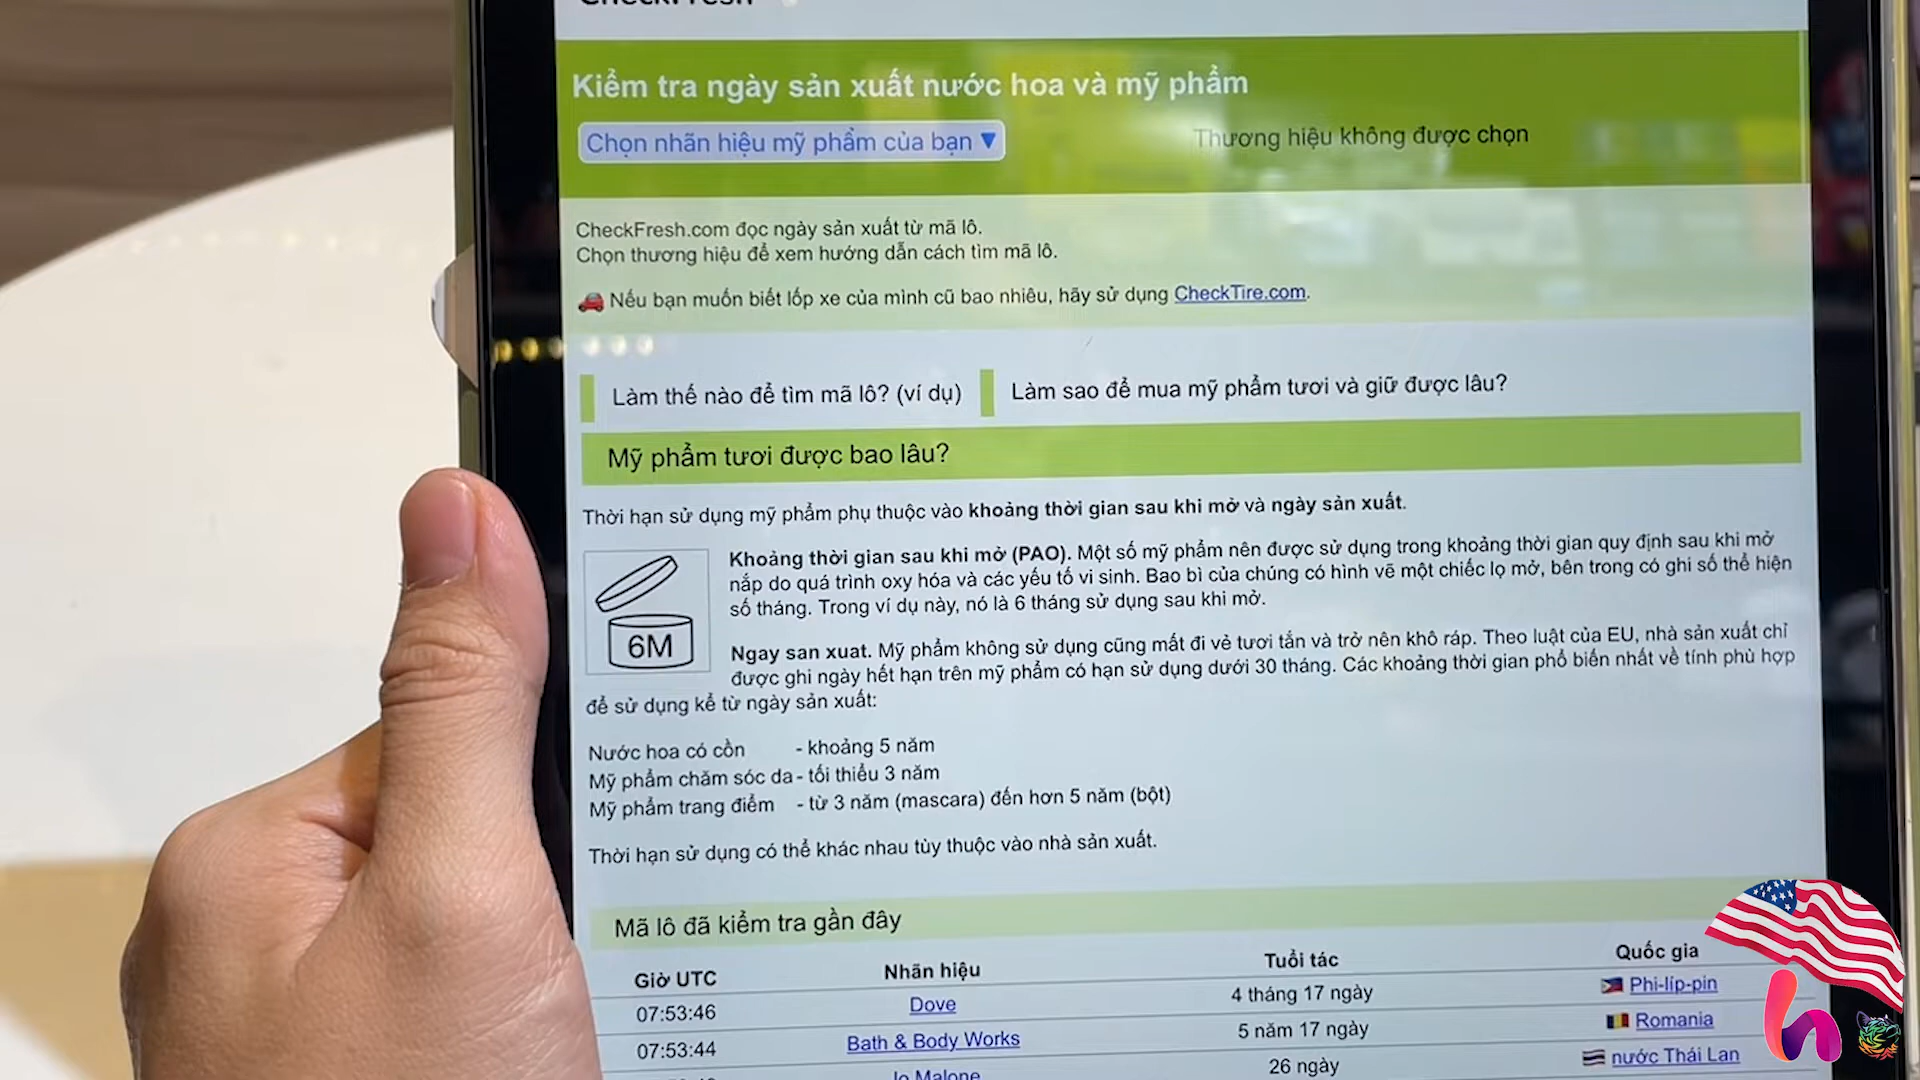 CheckFresh
Kiểm tra ngày sản xuất nước hoa và mỹ phẩm
Chọn nhãn hiệu mỹ phẩm của bạn ▼
Thương hiệu không được chọn
CheckFresh.com đọc ngày sản xuất từ mã lô.
Chọn thương hiệu để xem hướng dẫn cách tìm mã lô.
🚗 Nếu bạn muốn biết lốp xe của mình cũ bao nhiêu, hãy sử dụng CheckTire.com.
Làm thế nào để tìm mã lô? (ví dụ)
Làm sao để mua mỹ phẩm tươi và giữ được lâu?
Mỹ phẩm tươi được bao lâu?
Thời hạn sử dụng mỹ phẩm phụ thuộc vào khoảng thời gian sau khi mở và ngày sản xuất.
6M
Khoảng thời gian sau khi mở (PAO). Một số mỹ phẩm nên được sử dụng trong khoảng thời gian quy định sau khi mở
nắp do quá trình oxy hóa và các yếu tố vi sinh. Bao bì của chúng có hình vẽ một chiếc lọ mở, bên trong có ghi số thể hiện
số tháng. Trong ví dụ này, nó là 6 tháng sử dụng sau khi mở.
Ngay san xuat. Mỹ phẩm không sử dụng cũng mất đi vẻ tươi tắn và trở nên khô ráp. Theo luật của EU, nhà sản xuất chỉ
được ghi ngày hết hạn trên mỹ phẩm có hạn sử dụng dưới 30 tháng. Các khoảng thời gian phổ biến nhất về tính phù hợp
để sử dụng kể từ ngày sản xuất:
Nước hoa có cồn - khoảng 5 năm
Mỹ phẩm chăm sóc da - tối thiểu 3 năm
Mỹ phẩm trang điểm - từ 3 năm (mascara) đến hơn 5 năm (bột)
Thời hạn sử dụng có thể khác nhau tùy thuộc vào nhà sản xuất.
Mã lô đã kiểm tra gần đây
Giờ UTC Nhãn hiệu Tuổi tác Quốc gia
07:53:46 Dove 4 tháng 17 ngày Phi-líp-pin
07:53:44 Bath & Body Works 5 năm 17 ngày Romania
Jo Malone 26 ngày nước Thái Lan